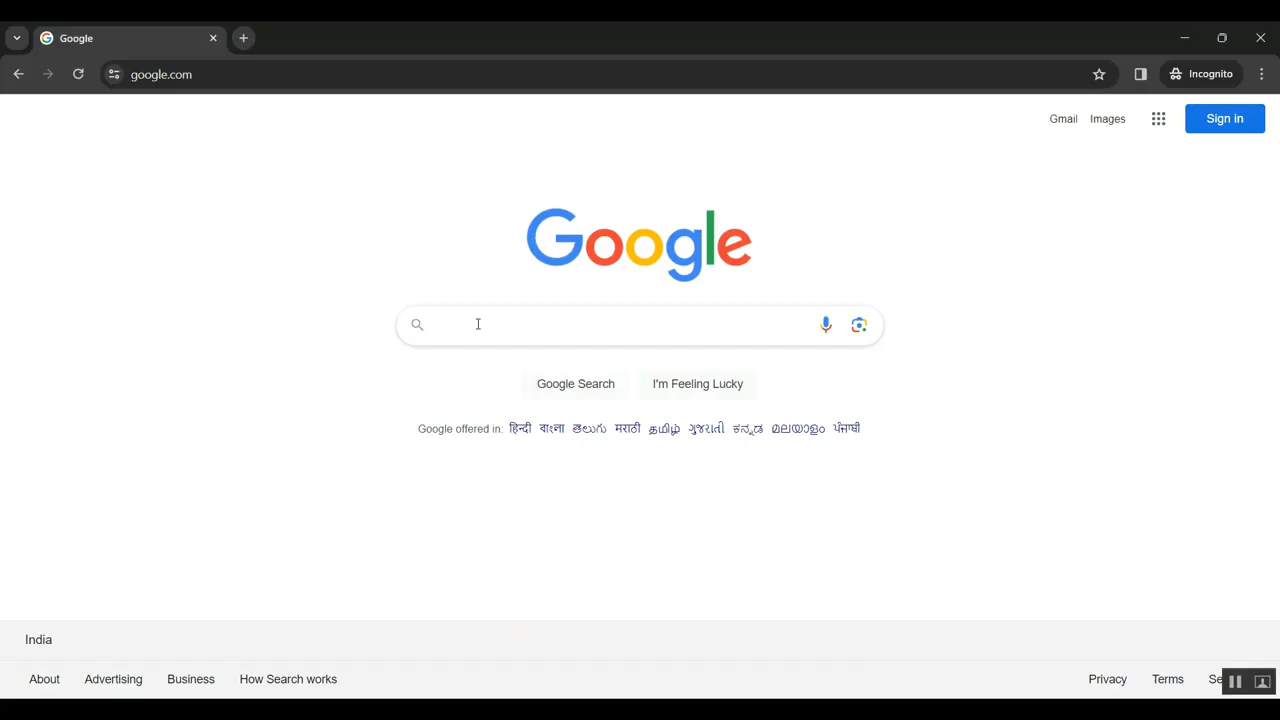 Google
google.com
Incognito
Gmail Images Sign in
Google
Google Search I'm Feeling Lucky
Google offered in: हिन्दी বাংলা తెలుగు मराठी தமிழ் ગુજરાતી ಕನ್ನಡ മലയാളം ਪੰਜਾਬੀ
India
About Advertising Business How Search works Privacy Terms Se